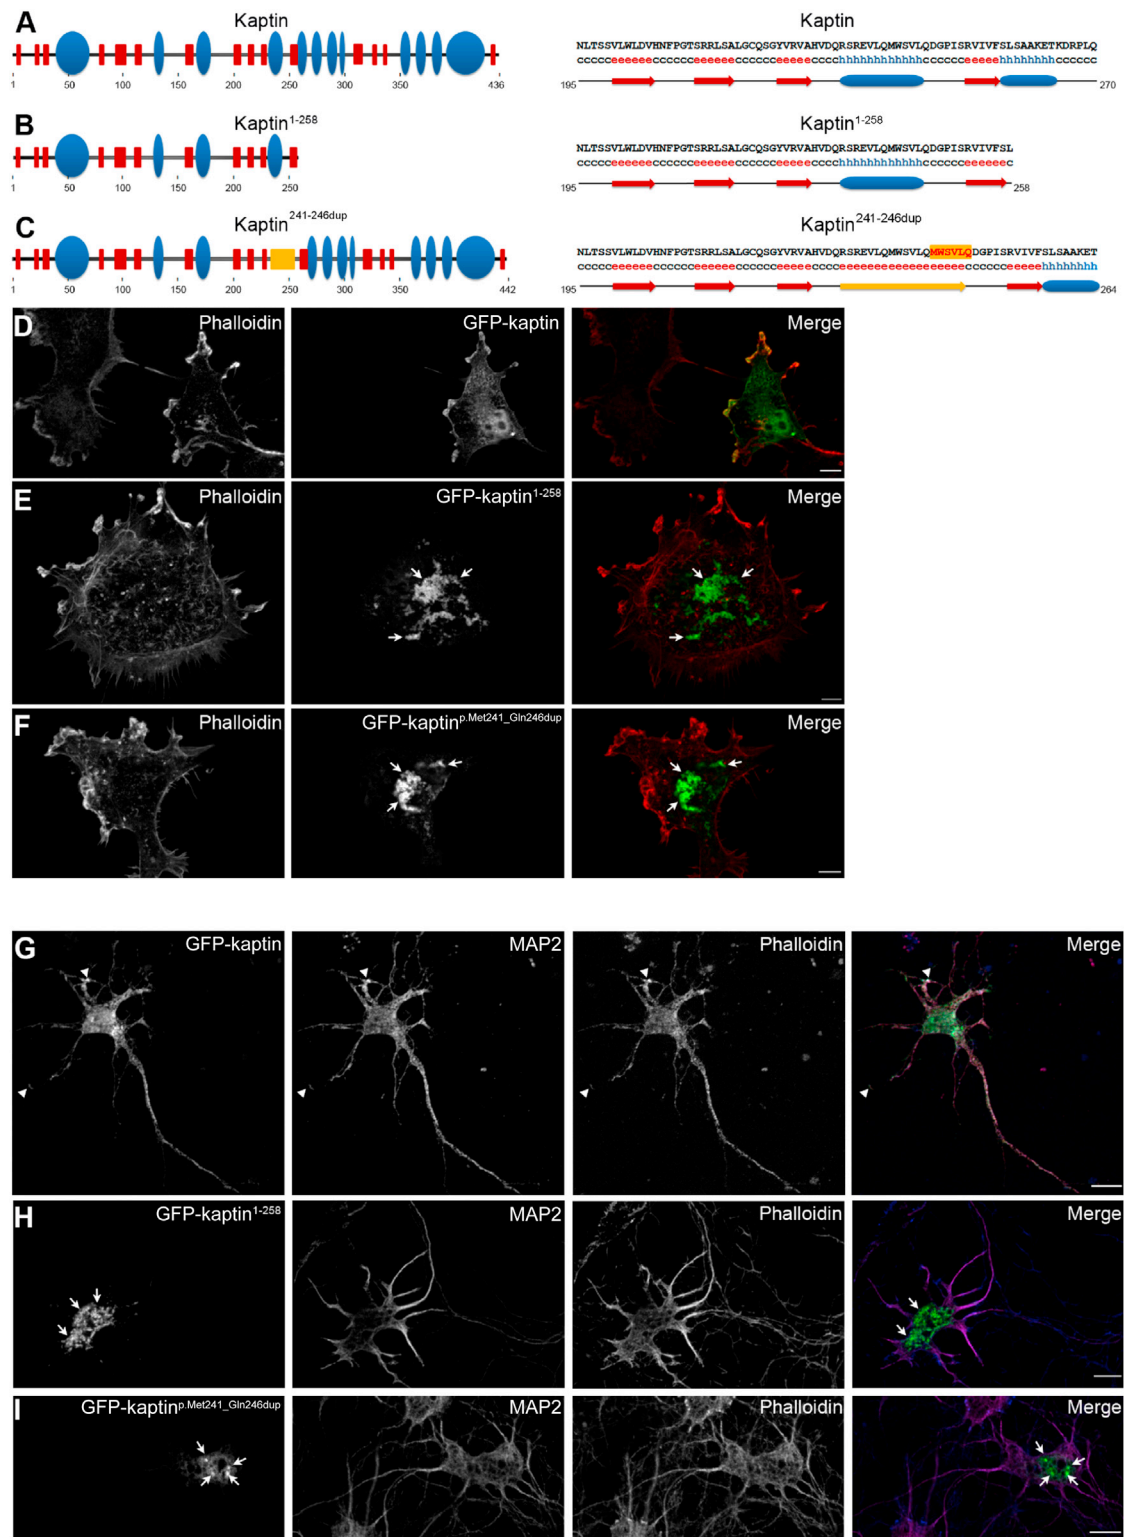 A
Kaptin
1 50 100 150 200 250 300 350 436
Kaptin
NLTSSVLWLDVHNFPGTSRRLSALGCQSGYVRVAHVDQRSREVLQMWSVLQDGPISRVIVFSLSAAKETKDRPLQ
195 270
B
Kaptin1-258
1 50 100 150 200 250
Kaptin1-258
NLTSSVLWLDVHNFPGTSRRLSALGCQSGYVRVAHVDQRSREVLQMWSVLQDGPISRVIVFSL
195 258
C
Kaptin241-246dup
1 50 100 150 200 250 300 350 442
Kaptin241-246dup
NLTSSVLWLDVHNFPGTSRRLSALGCQSGYVRVAHVDQRSREVLQMWSVLQMWSVLQDGPISRVIVFSLSAAKET
195 264
D Phalloidin GFP-kaptin Merge
E Phalloidin GFP-kaptin1-258 Merge
F Phalloidin GFP-kaptinp.Met241_Gln246dup Merge
G GFP-kaptin MAP2 Phalloidin Merge
H GFP-kaptin1-258 MAP2 Phalloidin Merge
I GFP-kaptinp.Met241_Gln246dup MAP2 Phalloidin Merge